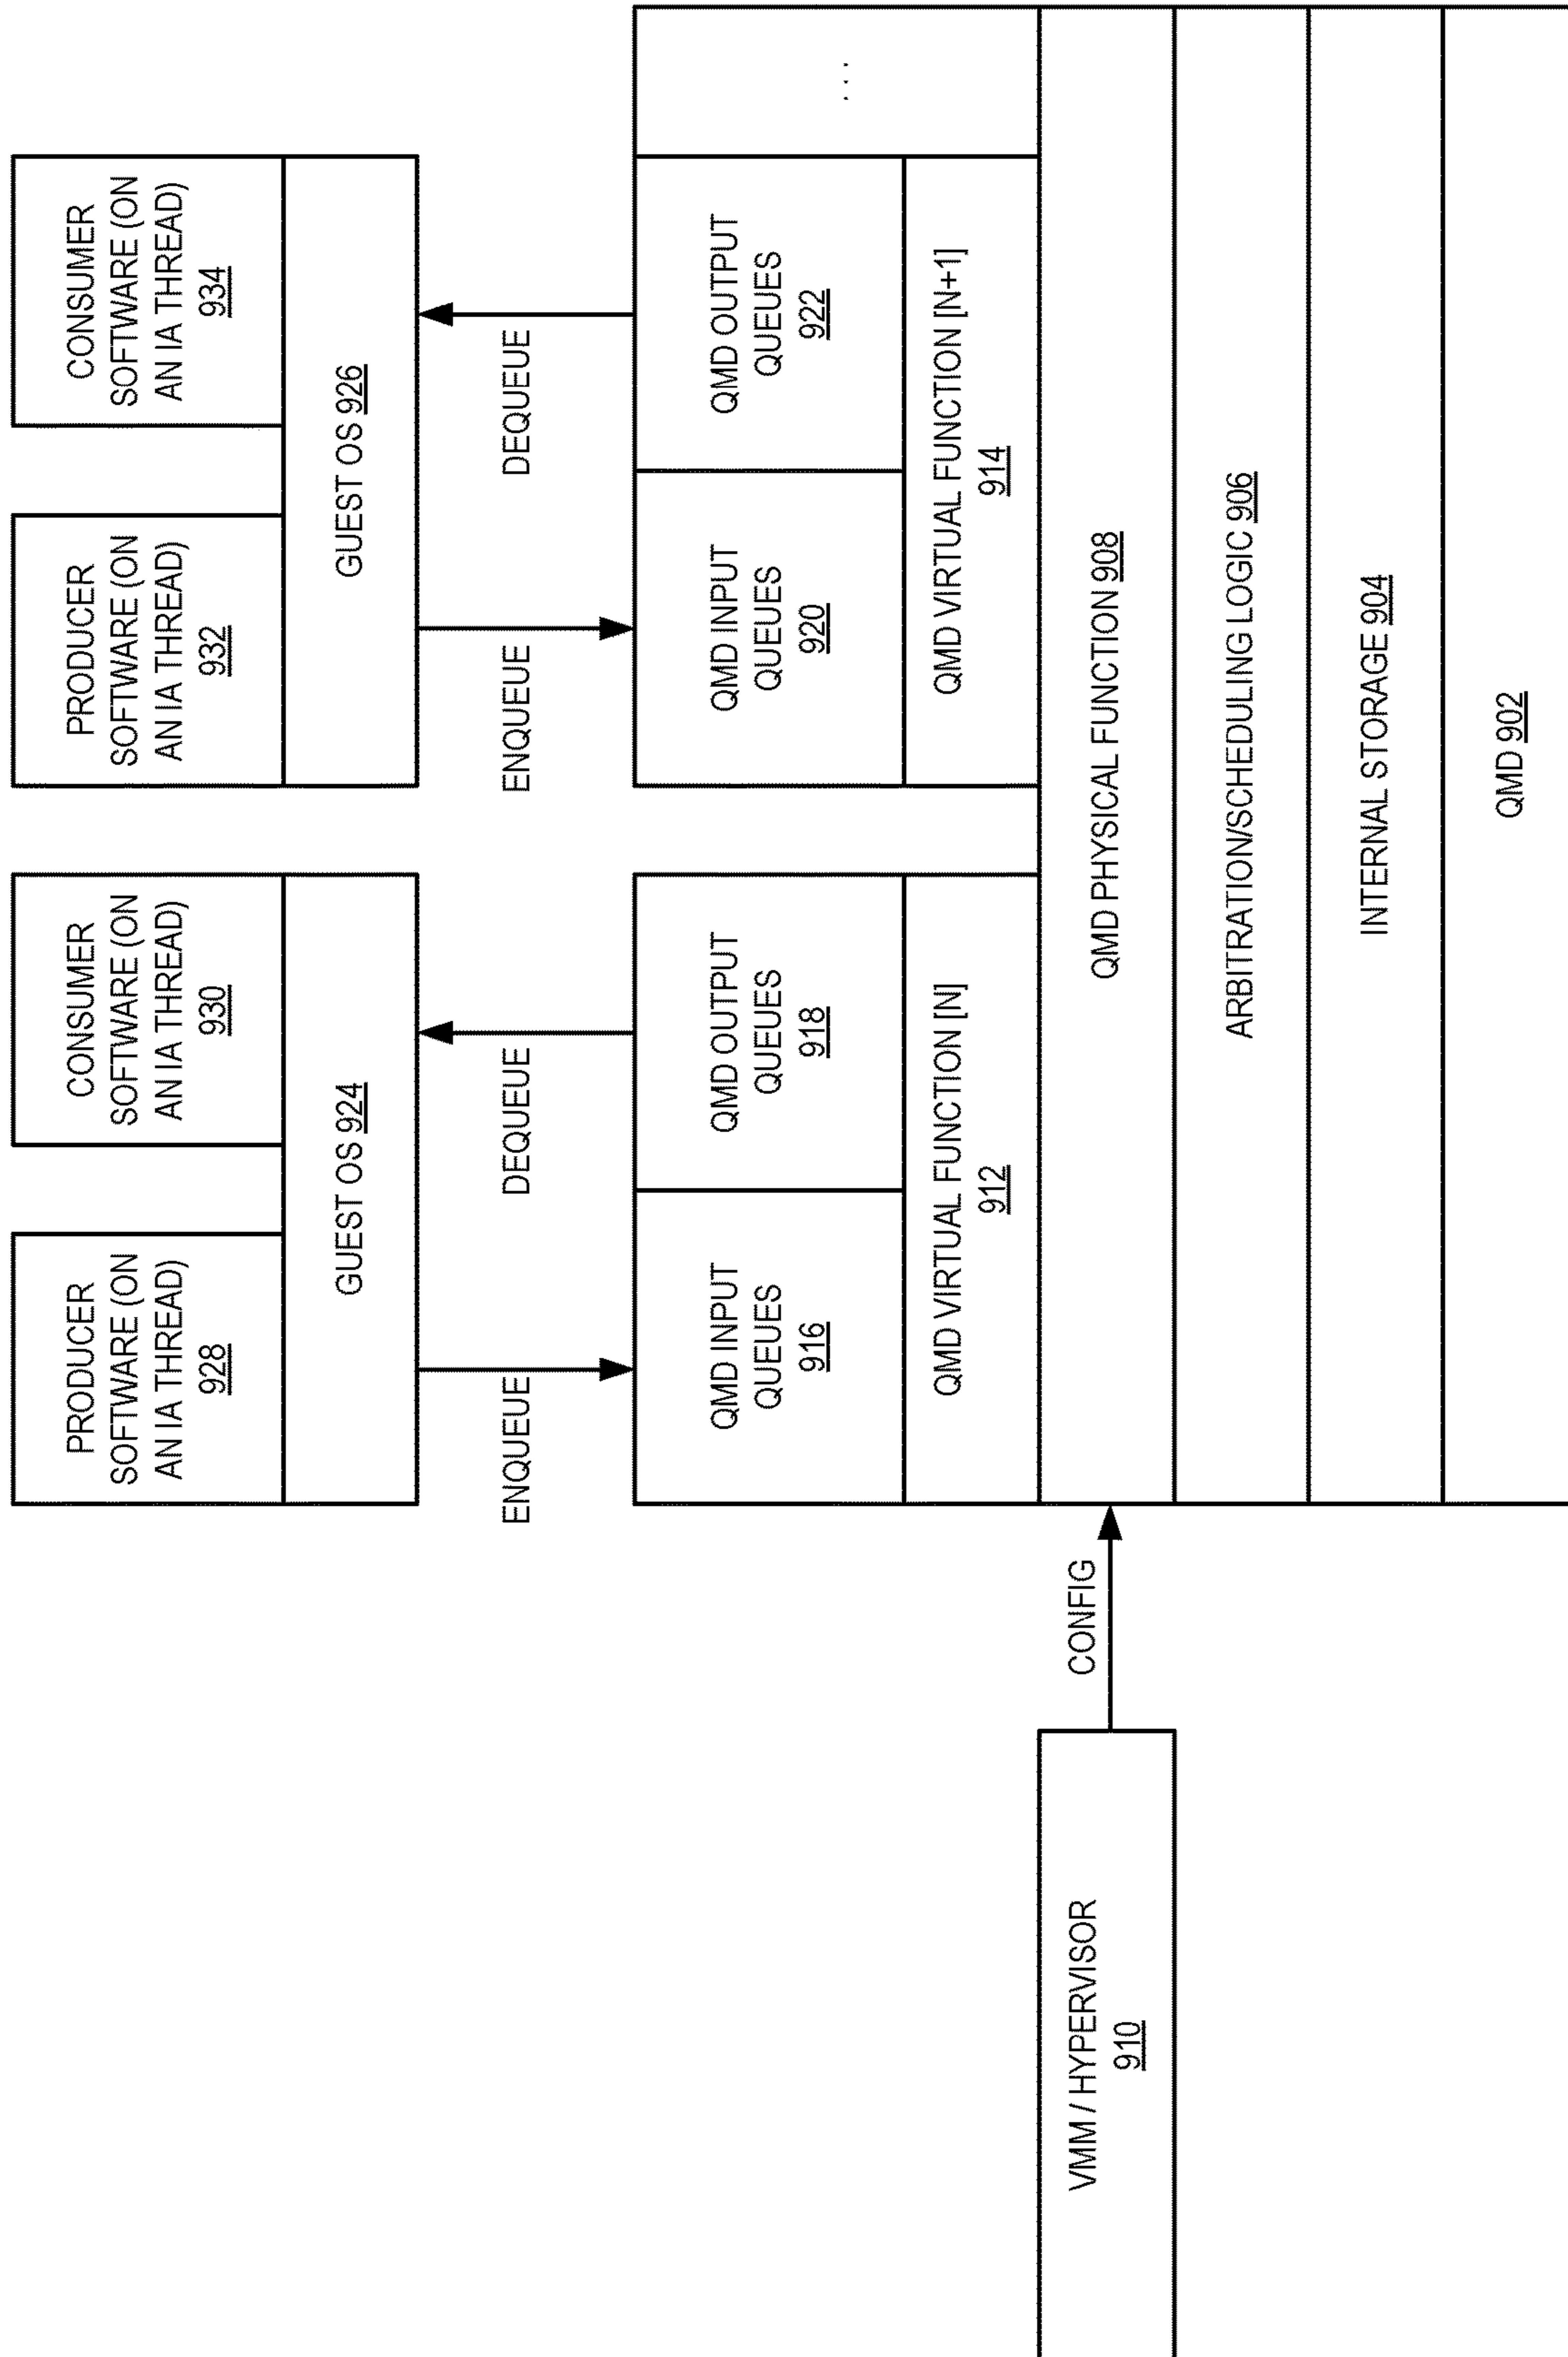 PRODUCER
SOFTWARE (ON
AN IA THREAD)
928
CONSUMER
SOFTWARE (ON
AN IA THREAD)
930
PRODUCER
SOFTWARE (ON
AN IA THREAD)
932
CONSUMER
SOFTWARE (ON
AN IA THREAD)
934
GUEST OS 924
GUEST OS 926
ENQUEUE
DEQUEUE
ENQUEUE
DEQUEUE
QMD INPUT
QUEUES
916
QMD OUTPUT
QUEUES
918
QMD INPUT
QUEUES
920
QMD OUTPUT
QUEUES
922
...
QMD VIRTUAL FUNCTION [N]
912
QMD VIRTUAL FUNCTION [N+1]
914
VMM / HYPERVISOR
910
CONFIG
QMD PHYSICAL FUNCTION 908
ARBITRATION/SCHEDULING LOGIC 906
INTERNAL STORAGE 904
QMD 902